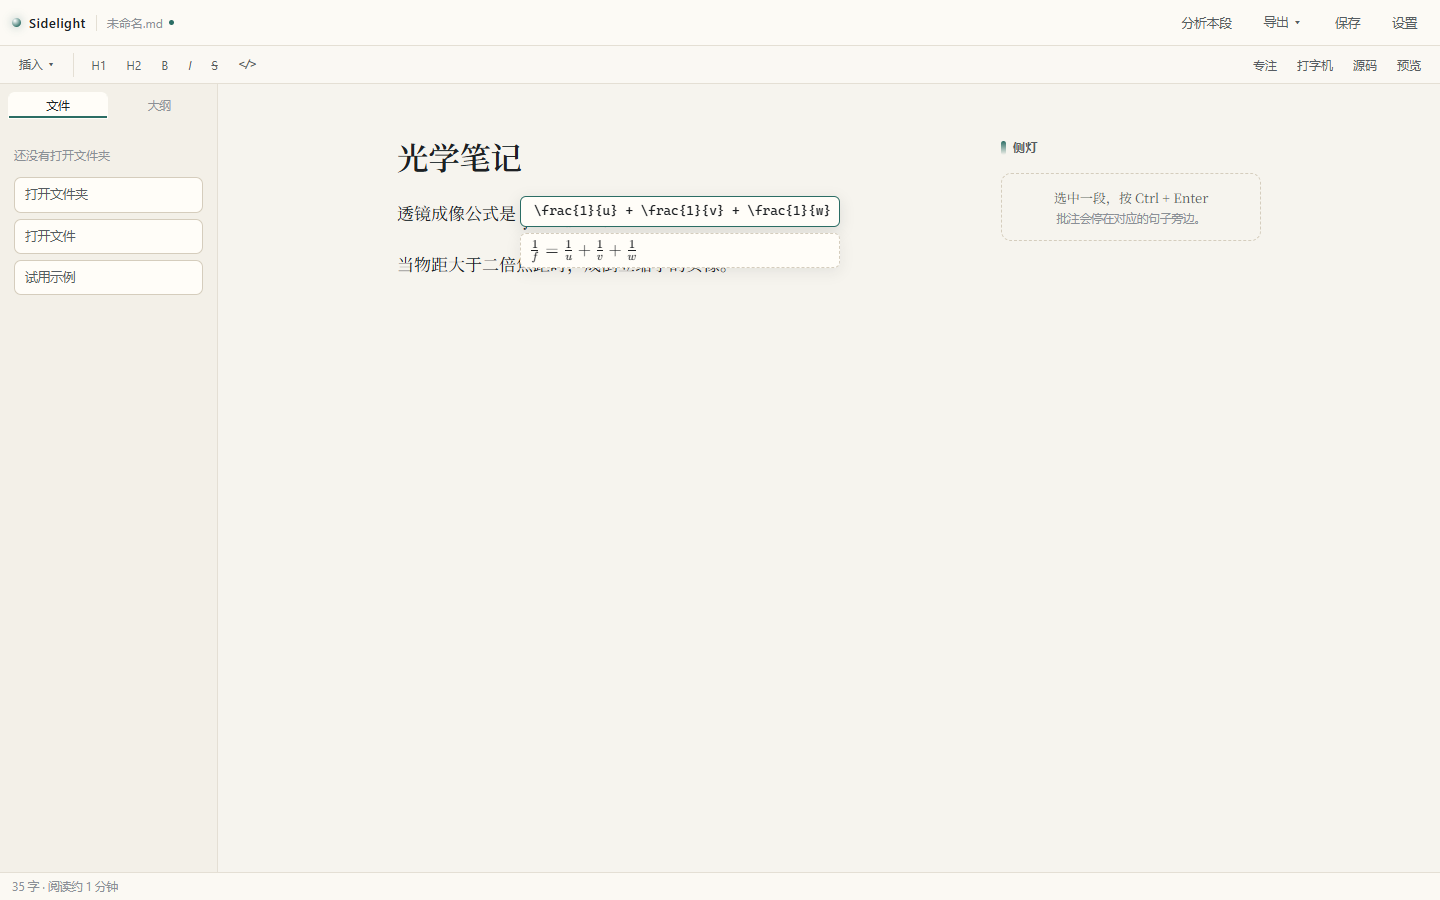 Sidelight 未命名.md
分析本段 导出 保存 设置
插入 H1 H2 B I S </>
专注 打字机 源码 预览
文件 大纲
还没有打开文件夹
打开文件夹
打开文件
试用示例
光学笔记
透镜成像公式是 \frac{1}{u} + \frac{1}{v} + \frac{1}{w}
1/f = 1/u + 1/v + 1/w
当物距大于二倍
侧灯
选中一段，按 Ctrl + Enter
批注会停在对应的句子旁边。
35 字 · 阅读约 1 分钟